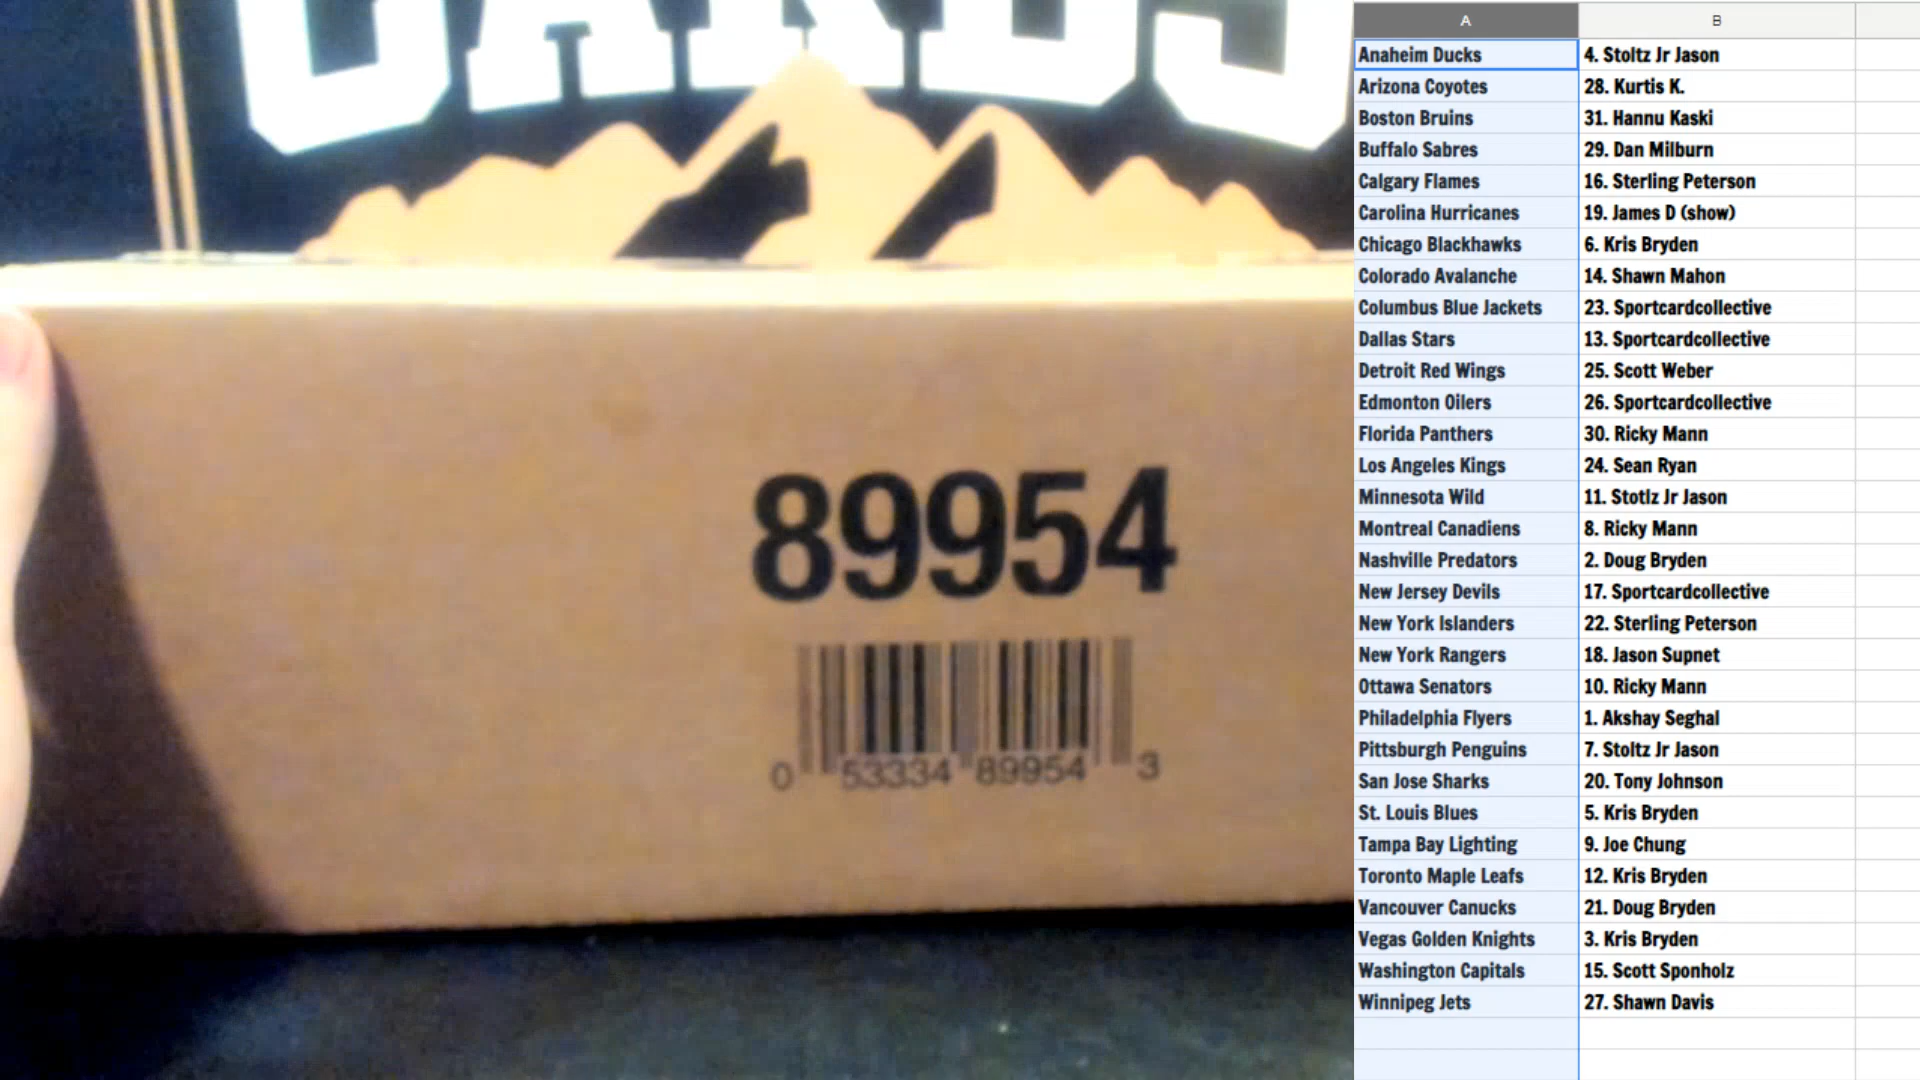 CARDS
89954
0 53334 89954 3
A B
Anaheim Ducks 4. Stoltz Jr Jason
Arizona Coyotes 28. Kurtis K.
Boston Bruins 31. Hannu Kaski
Buffalo Sabres 29. Dan Milburn
Calgary Flames 16. Sterling Peterson
Carolina Hurricanes 19. James D (show)
Chicago Blackhawks 6. Kris Bryden
Colorado Avalanche 14. Shawn Mahon
Columbus Blue Jackets 23. Sportcardcollective
Dallas Stars 13. Sportcardcollective
Detroit Red Wings 25. Scott Weber
Edmonton Oilers 26. Sportcardcollective
Florida Panthers 30. Ricky Mann
Los Angeles Kings 24. Sean Ryan
Minnesota Wild 11. Stotlz Jr Jason
Montreal Canadiens 8. Ricky Mann
Nashville Predators 2. Doug Bryden
New Jersey Devils 17. Sportcardcollective
New York Islanders 22. Sterling Peterson
New York Rangers 18. Jason Supnet
Ottawa Senators 10. Ricky Mann
Philadelphia Flyers 1. Akshay Seghal
Pittsburgh Penguins 7. Stoltz Jr Jason
San Jose Sharks 20. Tony Johnson
St. Louis Blues 5. Kris Bryden
Tampa Bay Lighting 9. Joe Chung
Toronto Maple Leafs 12. Kris Bryden
Vancouver Canucks 21. Doug Bryden
Vegas Golden Knights 3. Kris Bryden
Washington Capitals 15. Scott Sponholz
Winnipeg Jets 27. Shawn Davis